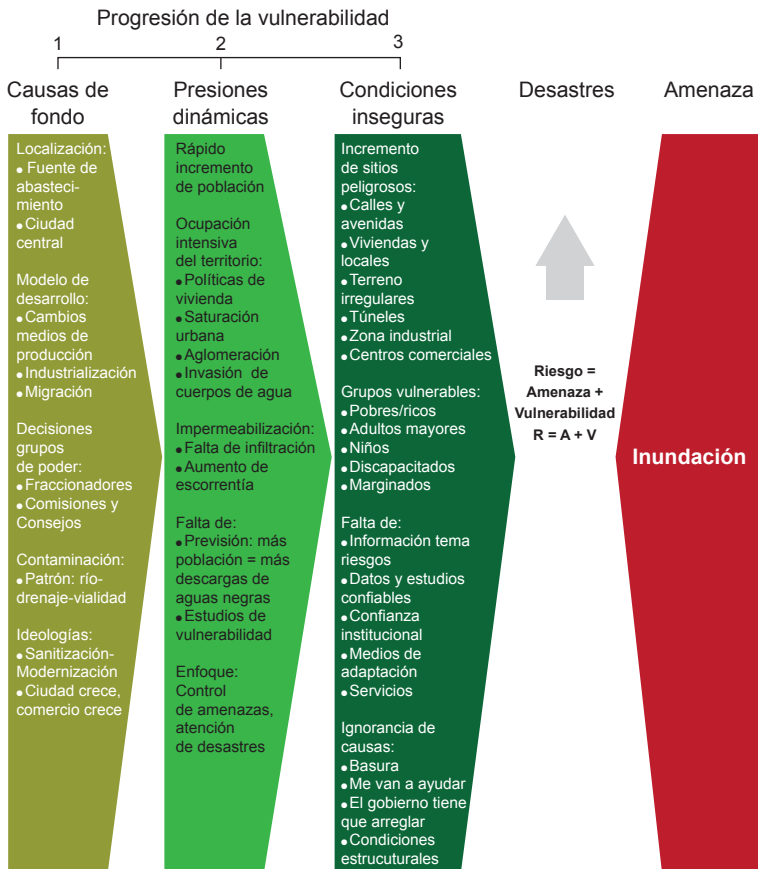 Progresión de la vulnerabilidad
1
2
3
Causas de
fondo
Presiones
dinámicas
Condiciones
inseguras
Desastres
Amenaza
Localización:
• Fuente de
abasteci-
miento
• Ciudad
central
Modelo de
desarrollo:
• Cambios
medios de
producción
• Industrialización
• Migración
Decisiones
grupos
de poder:
• Fraccionadores
• Comisiones y
Consejos
Contaminación:
• Patrón: río-
drenaje-vialidad
Ideologías:
• Sanitización-
Modernización
• Ciudad crece,
comercio crece
Rápido
incremento
de población
Ocupación
intensiva
del territorio:
• Políticas de
vivienda
• Saturación
urbana
• Aglomeración
• Invasión de
cuerpos de agua
Impermeabilización:
• Falta de infiltración
• Aumento de
escorrentía
Falta de:
• Previsión: más
población = más
descargas de
aguas negras
• Estudios de
vulnerabilidad
Enfoque:
Control
de amenazas,
atención
de desastres
Incremento
de sitios
peligrosos:
• Calles y
avenidas
• Viviendas y
locales
• Terreno
irregulares
• Túneles
• Zona industrial
• Centros comerciales
Grupos vulnerables:
• Pobres/ricos
• Adultos mayores
• Niños
• Discapacitados
• Marginados
Falta de:
• Información tema
riesgos
• Datos y estudios
confiables
• Confianza
institucional
• Medios de
adaptación
• Servicios
Ignorancia de
causas:
• Basura
• Me van a ayudar
• El gobierno tiene
que arreglar
• Condiciones
estrucuturales
Riesgo =
Amenaza +
Vulnerabilidad
R = A + V
Inundación